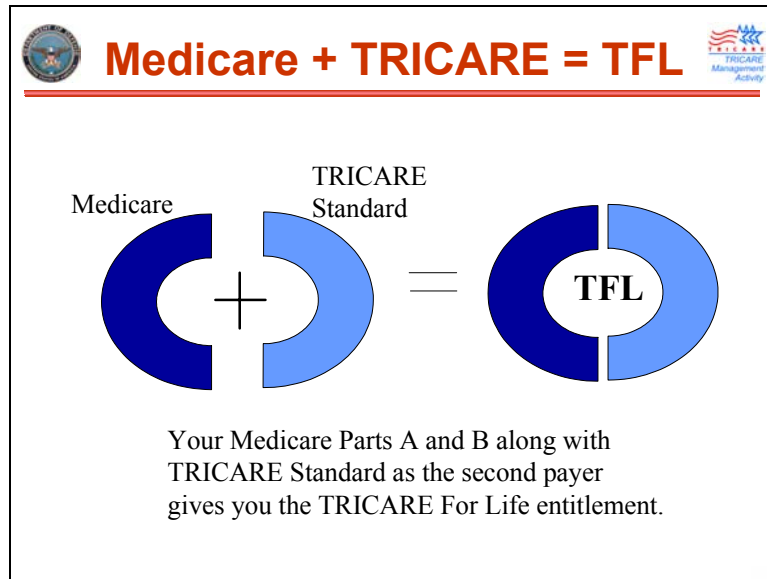 Medicare + TRICARE = TFL
TRICARE
TRICARE
Management
Activity
Medicare
TRICARE
Standard
+
=
TFL
Your Medicare Parts A and B along with
TRICARE Standard as the second payer
gives you the TRICARE For Life entitlement.